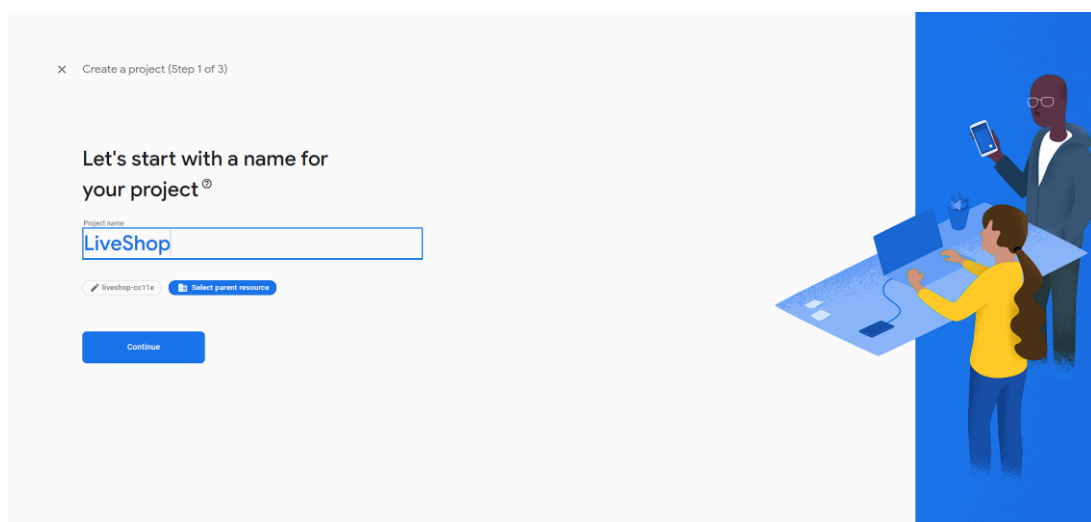 Create a project (Step 1 of 3)
Let's start with a name for
your project
Project name
LiveShop
liveshop-cc11e
Select parent resource
Continue